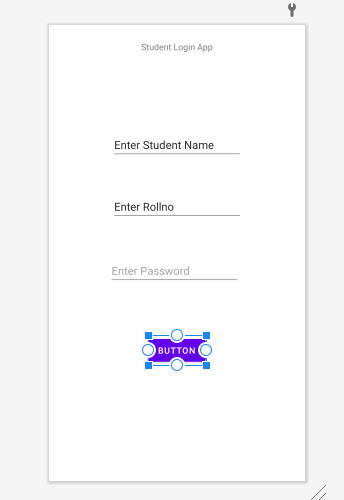 Student Login App
Enter Student Name
Enter Rollno
Enter Password
BUTTON